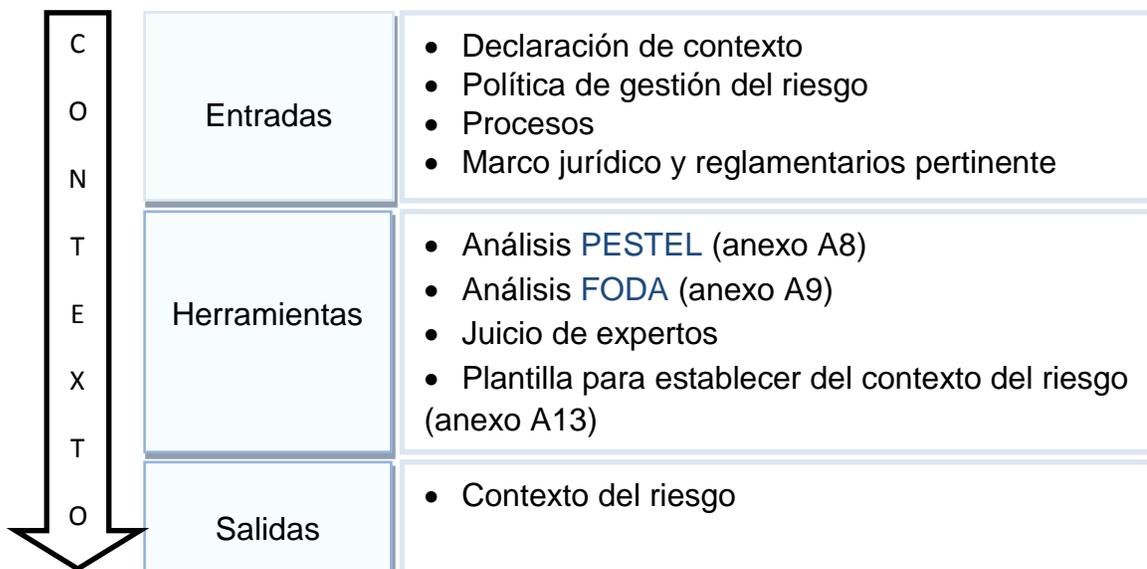 C
O
N
T
E
X
T
O
Entradas
• Declaración de contexto
• Política de gestión del riesgo
• Procesos
• Marco jurídico y reglamentarios pertinente
Herramientas
• Análisis PESTEL (anexo A8)
• Análisis FODA (anexo A9)
• Juicio de expertos
• Plantilla para establecer del contexto del riesgo
(anexo A13)
Salidas
• Contexto del riesgo